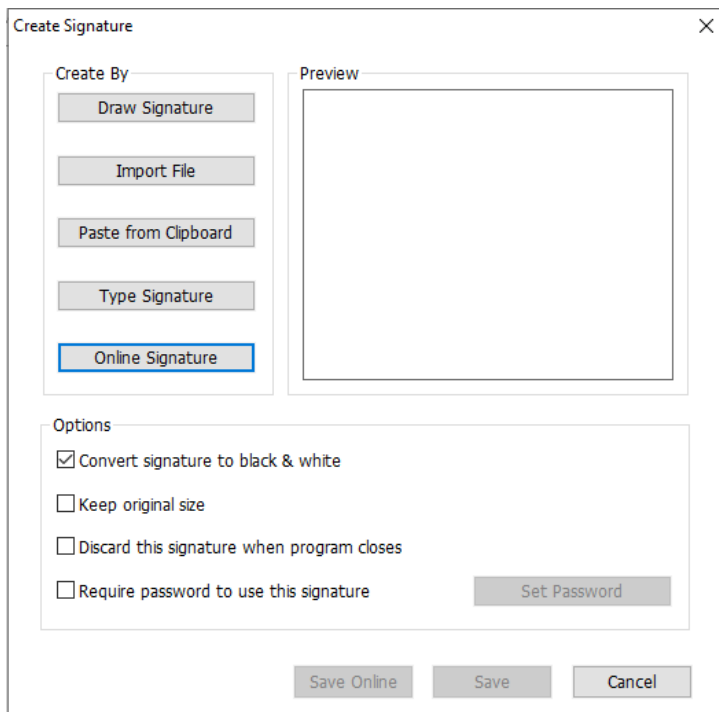 Create Signature
Create By
Draw Signature
Import File
Paste from Clipboard
Type Signature
Online Signature
Preview
Options
Convert signature to black & white
Keep original size
Discard this signature when program closes
Require password to use this signature
Set Password
Save Online
Save
Cancel